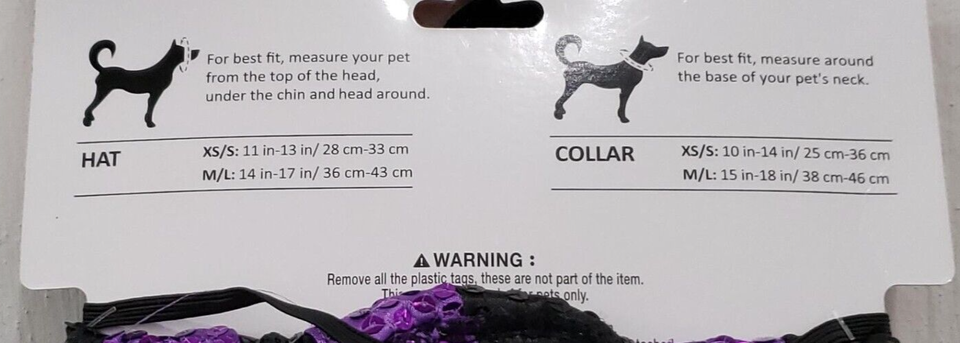 For best fit, measure your pet
from the top of the head,
under the chin and head around.
HAT
XS/S: 11 in-13 in/ 28 cm-33 cm
M/L: 14 in-17 in/ 36 cm-43 cm
For best fit, measure around
the base of your pet's neck.
COLLAR
XS/S: 10 in-14 in/ 25 cm-36 cm
M/L: 15 in-18 in/ 38 cm-46 cm
⚠WARNING :
Remove all the plastic tags, these are not part of the item.
pets only.